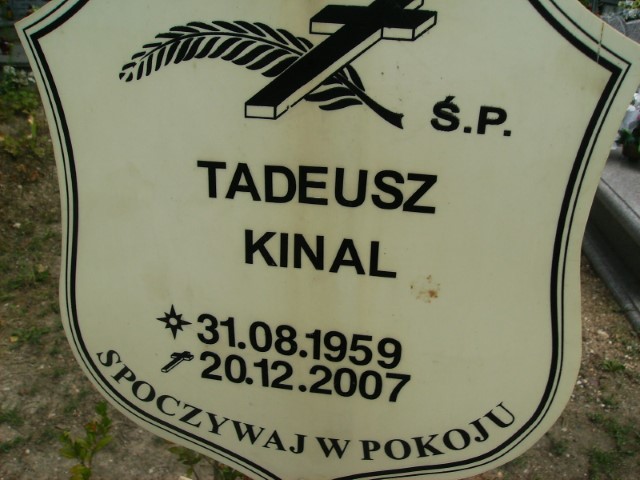 Ś.P.
TADEUSZ
KINAL
31.08.1959
20.12.2007
SPOCZYWAJ W POKOJU